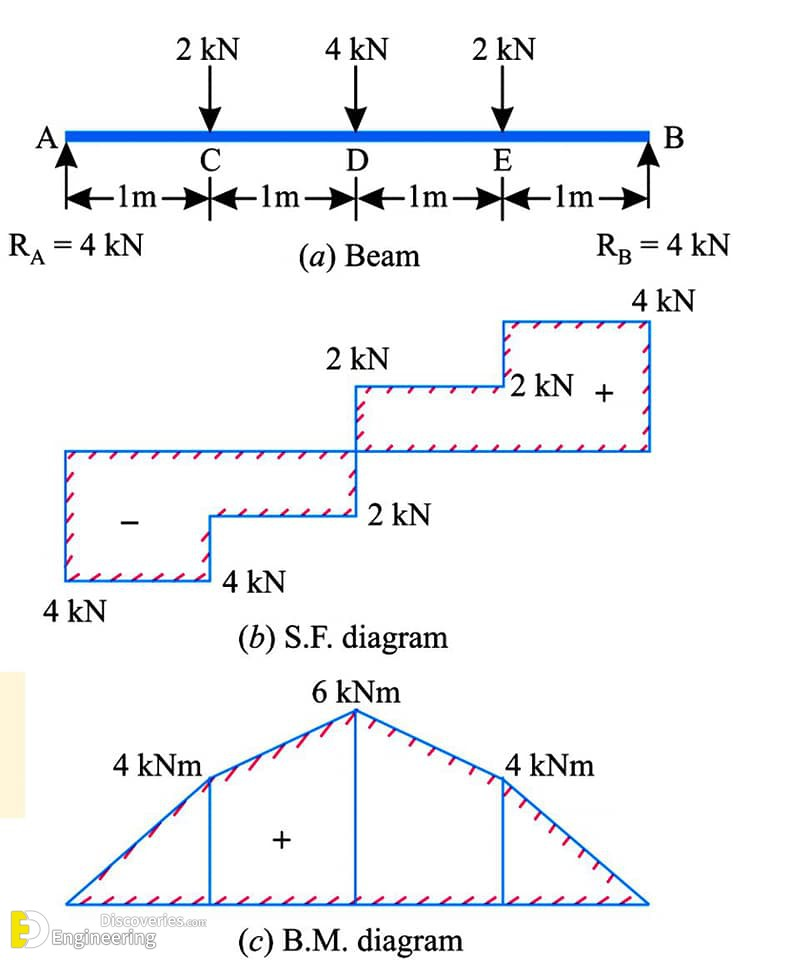 2 kN 4 kN 2 kN
A B
C D E
1m 1m 1m 1m
R_A = 4 kN (a) Beam R_B = 4 kN
4 kN
2 kN
2 kN +
–
2 kN
4 kN
4 kN
(b) S.F. diagram
6 kNm
4 kNm 4 kNm
+
Discoveries.com
Engineering
(c) B.M. diagram